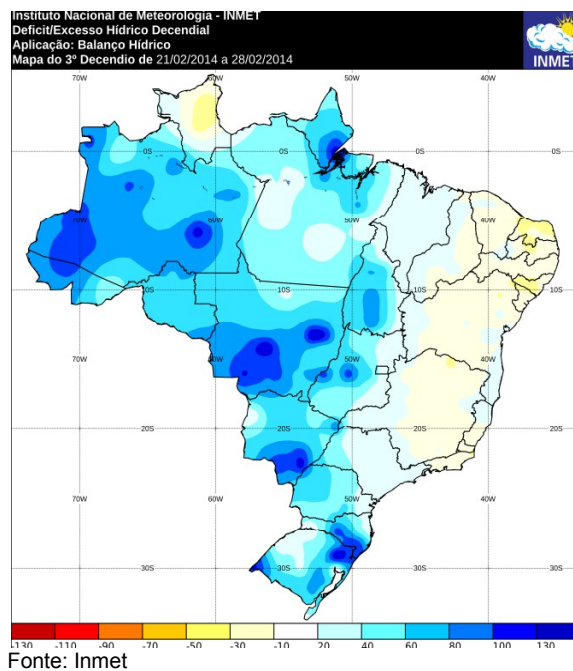 Instituto Nacional de Meteorologia - INMET
Deficit/Excesso Hídrico Decendial
Aplicação: Balanço Hídrico
Mapa do 3º Decendio de 21/02/2014 a 28/02/2014
INMET
70W 60W 50W 40W
0S 0S 0S 0S
70W 60W 50W 40W
10S 10S 10S 10S
50W 40W
20S 20S 20S 20S
70W 60W 50W 40W
30S 30S 30S 30S
-130 -110 -90 -70 -50 -30 -10 20 40 60 80 100 130
Fonte: Inmet